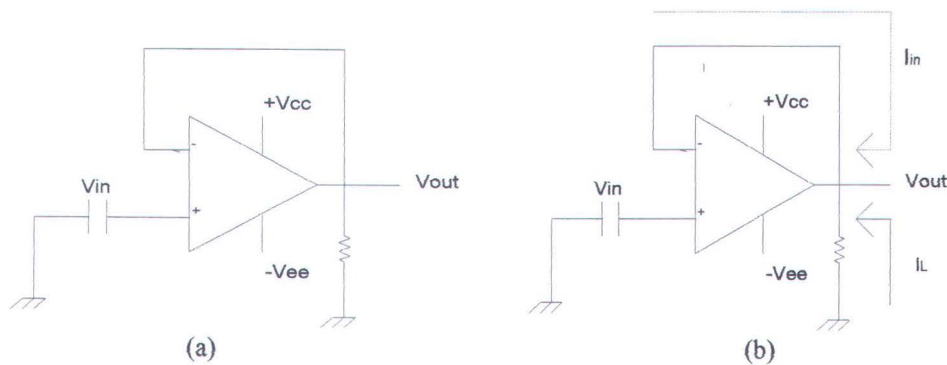 +Vcc
-
Vin
+
Vout
-Vee
(a)
Iin
+Vcc
-
Vin
+
Vout
-Vee
IL
(b)